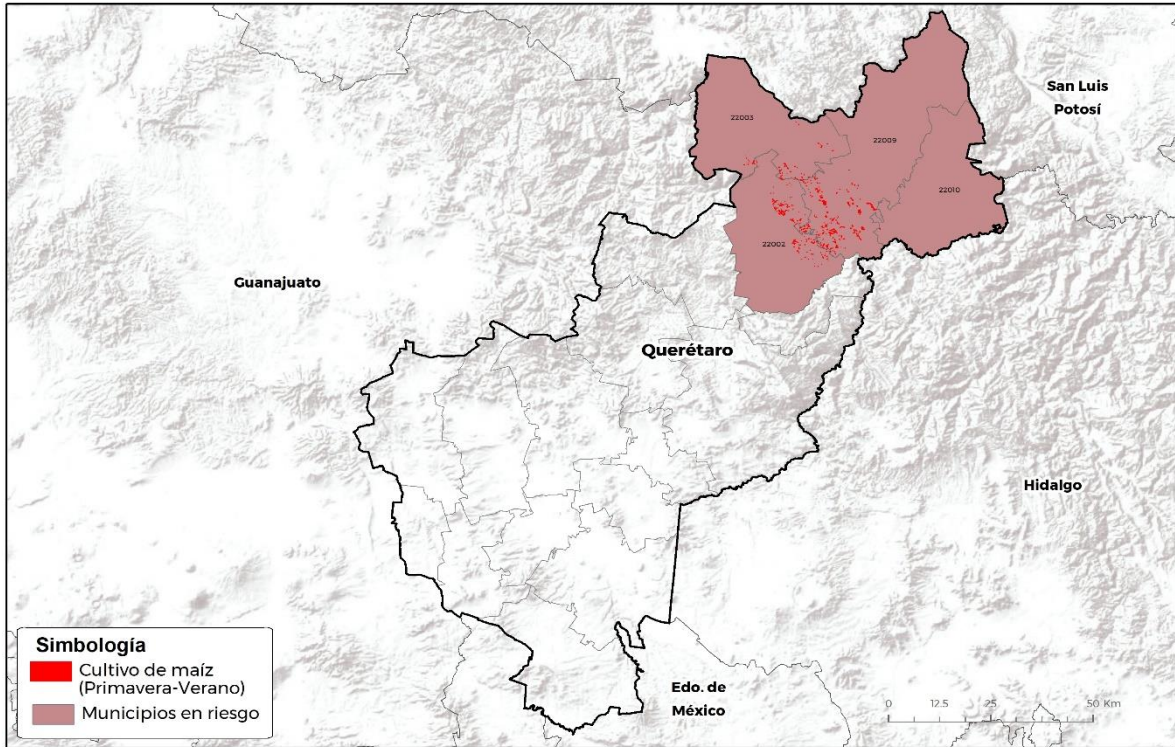 San Luis
Potosí
22003
22009
22010
22002
Guanajuato
Querétaro
Hidalgo
Edo. de
México
Simbología
Cultivo de maíz
(Primavera-Verano)
Municipios en riesgo
0 12.5 25 50 Km